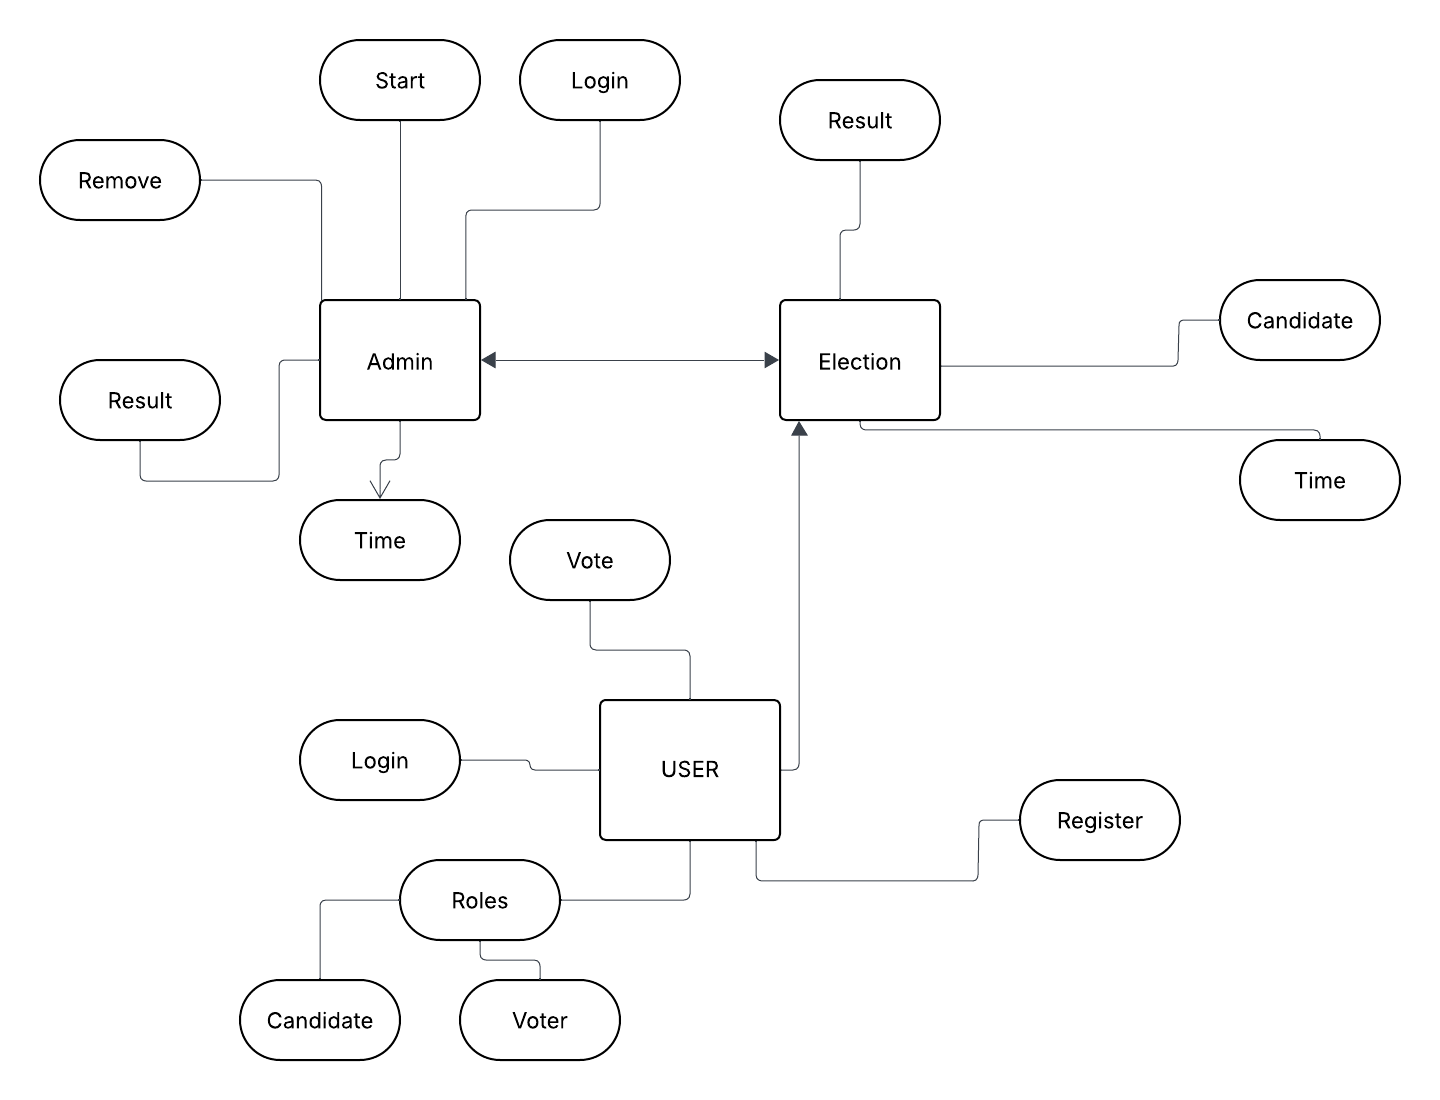 Start
Login
Result
Remove
Candidate
Admin
Election
Result
Time
Time
Vote
Login
USER
Register
Roles
Candidate
Voter